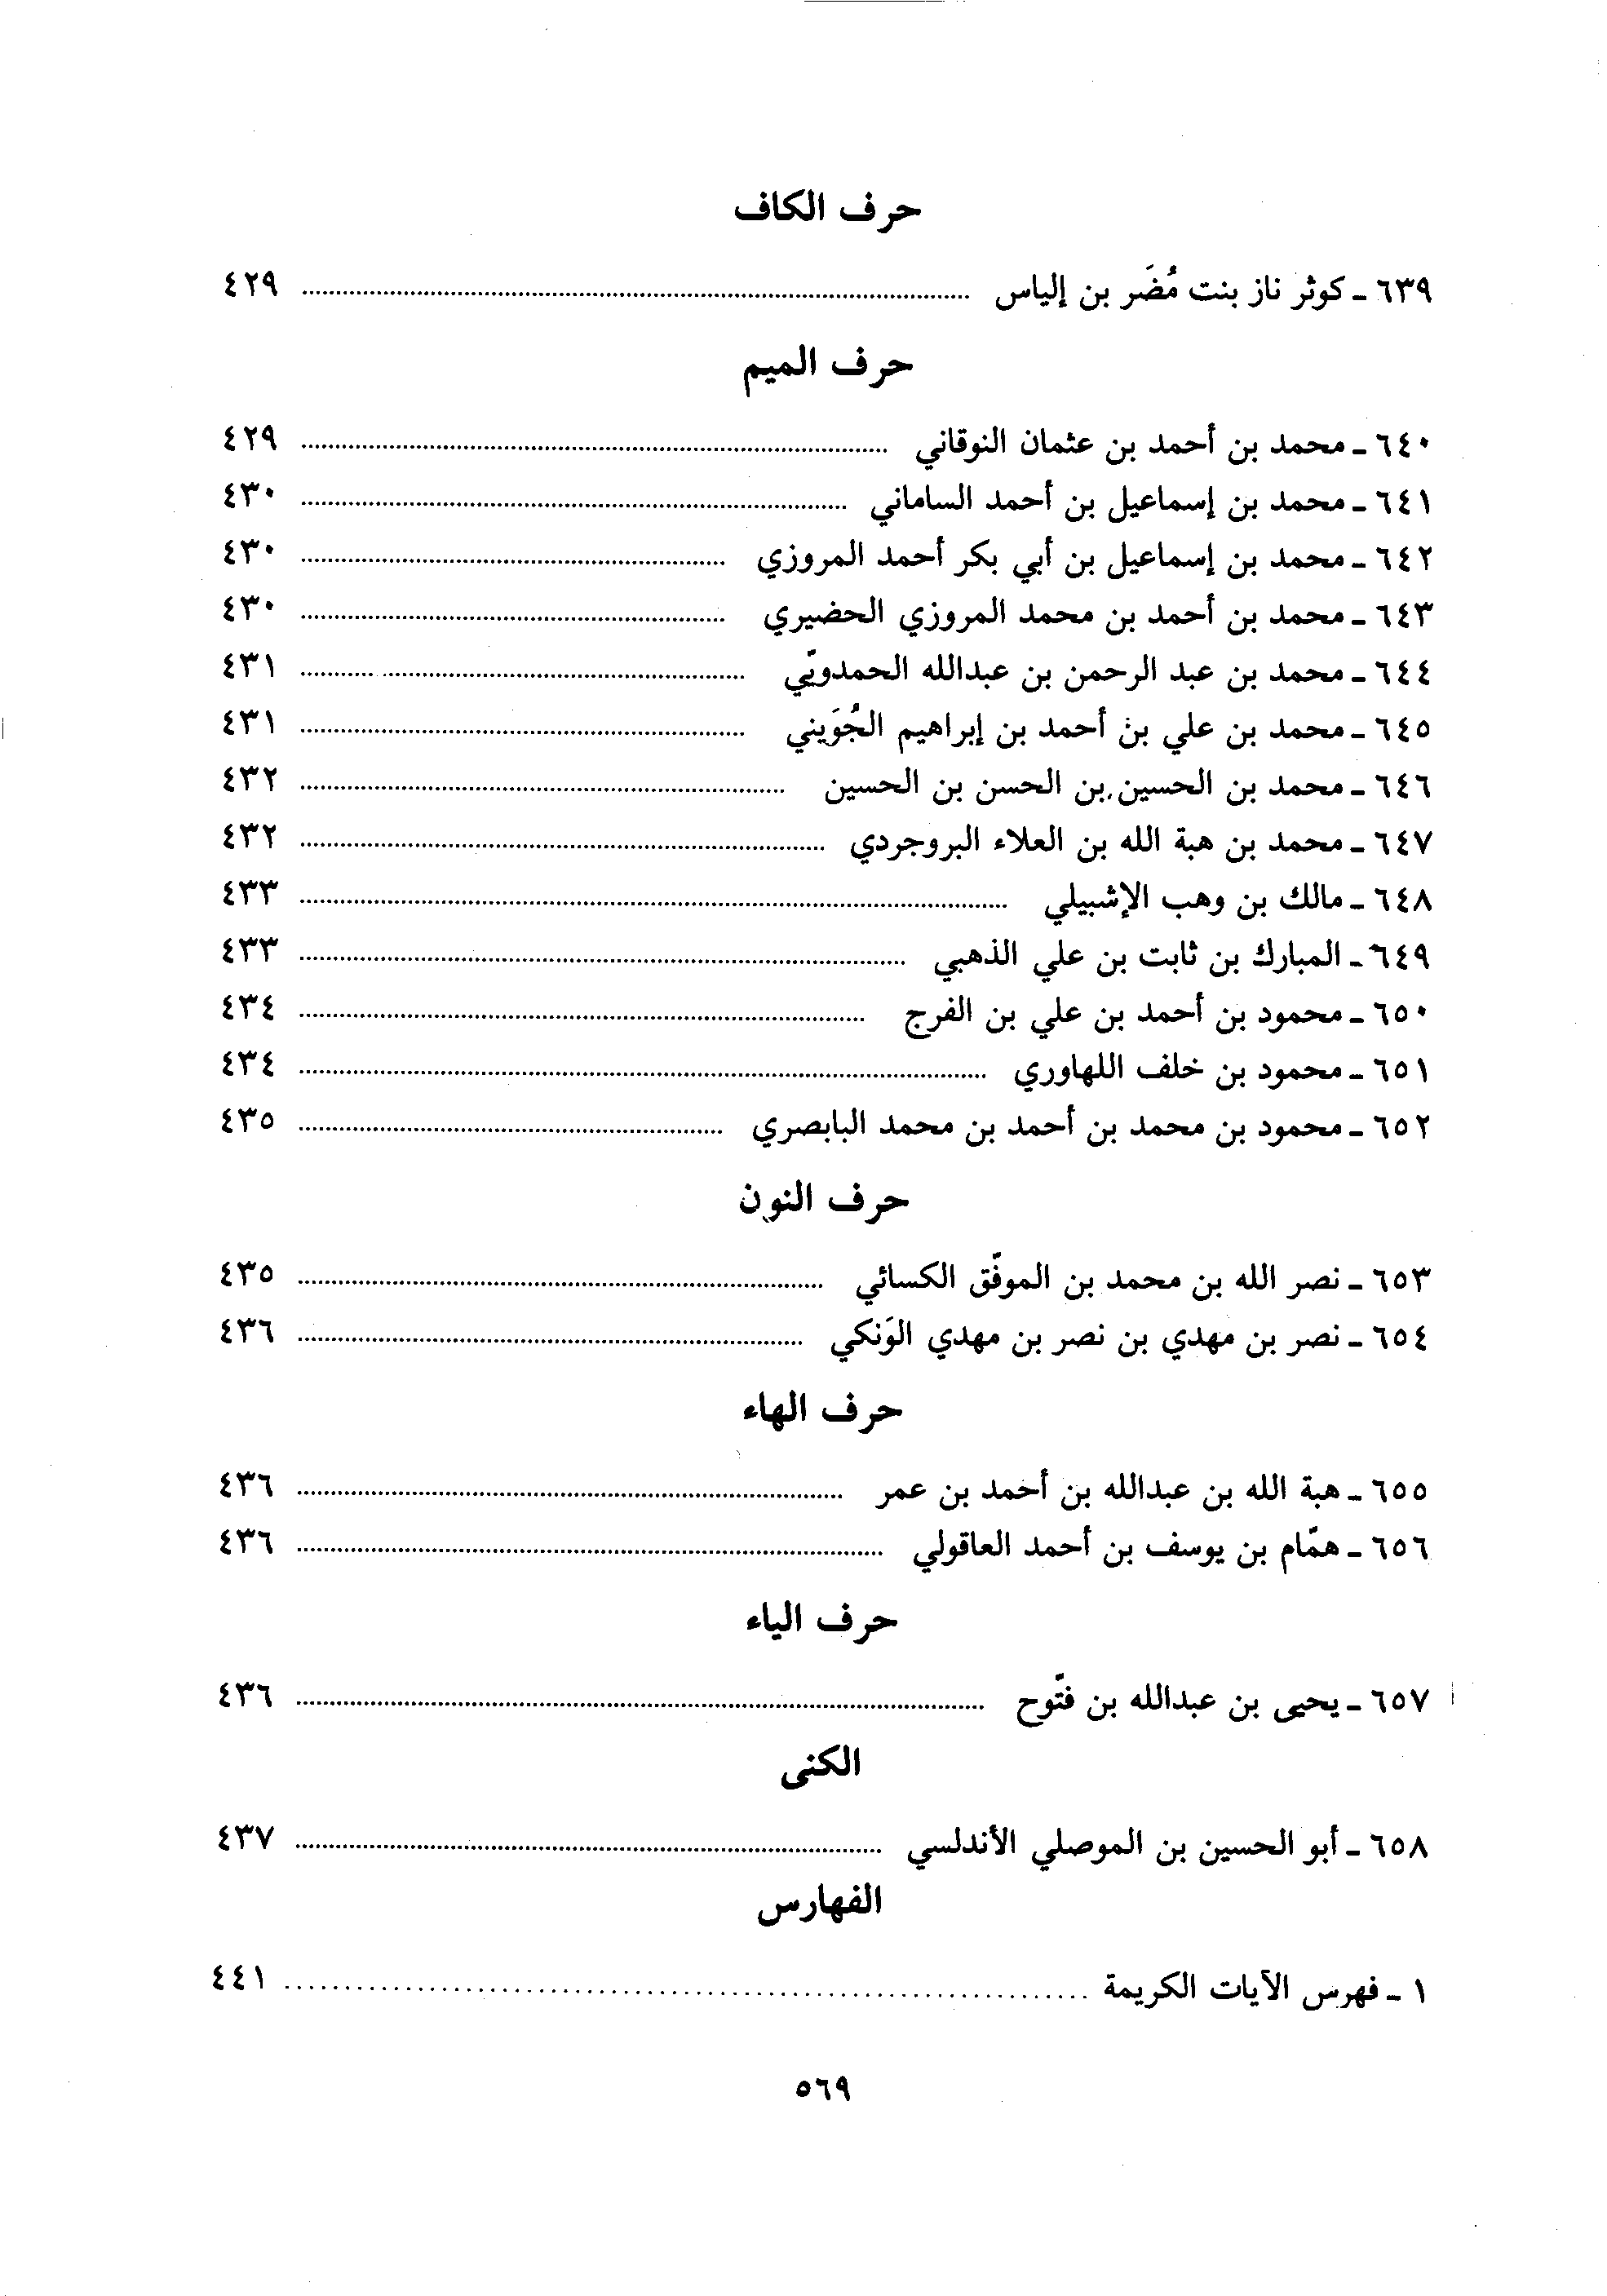 حرف الكاف
٦٣٩ ـ كوثر ناز بنت مُضَر بن إلياس ........ ٤٢٩
حرف الميم
٦٤٠ ـ محمد بن أحمد بن عثمان النوقاني ........ ٤٢٩
٦٤١ ـ محمد بن إسماعيل بن أحمد الساماني ........ ٤٣٠
٦٤٢ ـ محمد بن إسماعيل بن أبي بكر أحمد المروزي ........ ٤٣٠
٦٤٣ ـ محمد بن أحمد بن محمد المروزي الحضيري ........ ٤٣٠
٦٤٤ ـ محمد بن عبد الرحمن بن عبدالله الحمدويّي ........ ٤٣١
٦٤٥ ـ محمد بن علي بن أحمد بن إبراهيم الجُوَيني ........ ٤٣١
٦٤٦ ـ محمد بن الحسين بن الحسن بن الحسين ........ ٤٣٢
٦٤٧ ـ محمد بن هبة الله بن العلاء البروجردي ........ ٤٣٢
٦٤٨ ـ مالك بن وهب الإشبيلي ........ ٤٣٣
٦٤٩ ـ المبارك بن ثابت بن علي الذهبي ........ ٤٣٣
٦٥٠ ـ محمود بن أحمد بن علي بن الفرج ........ ٤٣٤
٦٥١ ـ محمود بن خلف اللهاوري ........ ٤٣٤
٦٥٢ ـ محمود بن محمد بن أحمد بن محمد البابصري ........ ٤٣٥
حرف النون
٦٥٣ ـ نصر الله بن محمد بن الموفّق الكسائي ........ ٤٣٥
٦٥٤ ـ نصر بن مهدي بن نصر بن مهدي الوَنكي ........ ٤٣٦
حرف الهاء
٦٥٥ ـ هبة الله بن عبدالله بن أحمد بن عمر ........ ٤٣٦
٦٥٦ ـ همّام بن يوسف بن أحمد العاقولي ........ ٤٣٦
حرف الياء
٦٥٧ ـ يحيى بن عبدالله بن فتّوح ........ ٤٣٦
الكنى
٦٥٨ ـ أبو الحسين بن الموصلي الأندلسي ........ ٤٣٧
الفهارس
١ ـ فهرس الآيات الكريمة ........ ٤٤١
٥٦٩